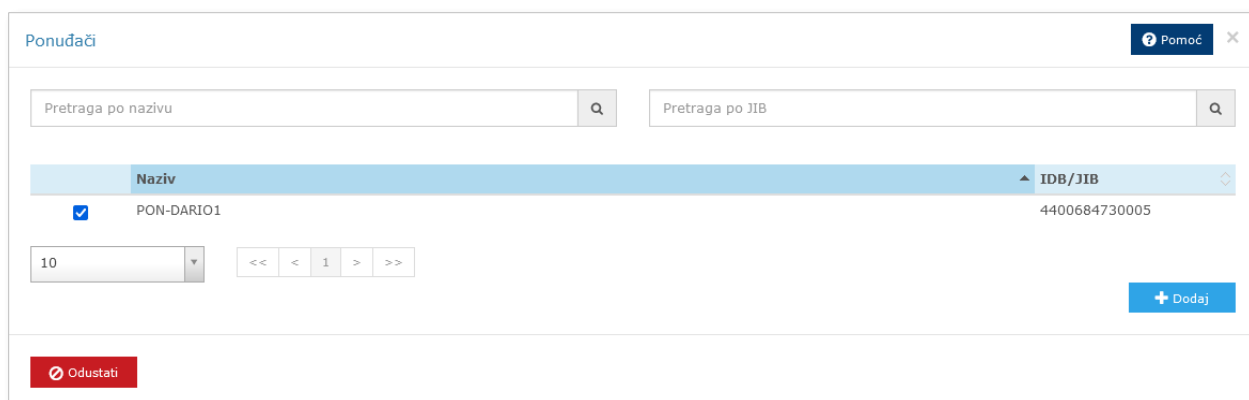 Ponuđači
Pomoć
Pretraga po nazivu
Pretraga po JIB
Naziv
IDB/JIB
PON-DARIO1
4400684730005
10
<< < 1 > >>
Dodaj
Odustati